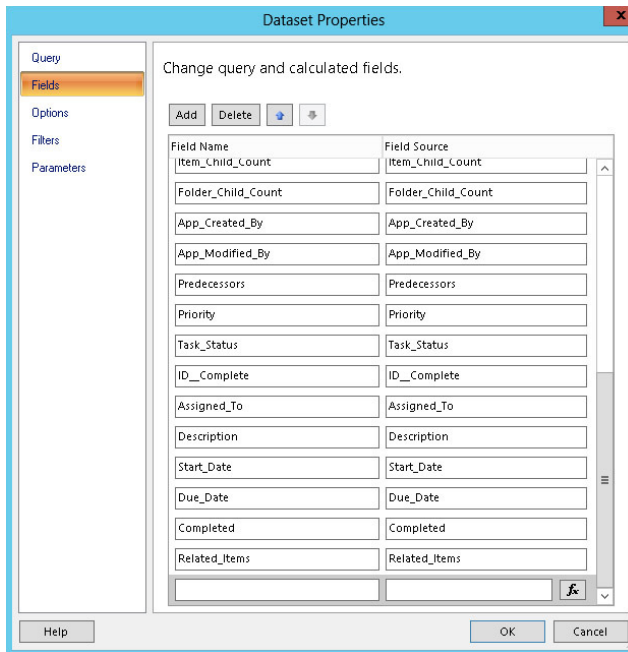 Dataset Properties
x
Query
Fields
Options
Filters
Parameters
Change query and calculated fields.
Add Delete
Field Name Field Source
Item_Child_Count Item_Child_Count
Folder_Child_Count Folder_Child_Count
App_Created_By App_Created_By
App_Modified_By App_Modified_By
Predecessors Predecessors
Priority Priority
Task_Status Task_Status
ID__Complete ID__Complete
Assigned_To Assigned_To
Description Description
Start_Date Start_Date
Due_Date Due_Date
Completed Completed
Related_Items Related_Items
fx
Help OK Cancel